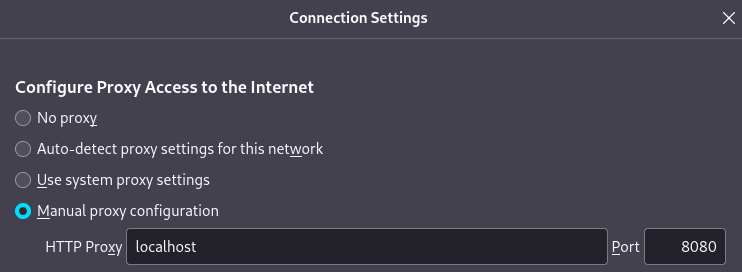 Connection Settings
Configure Proxy Access to the Internet
No proxy
Auto-detect proxy settings for this network
Use system proxy settings
Manual proxy configuration
HTTP Proxy localhost Port 8080